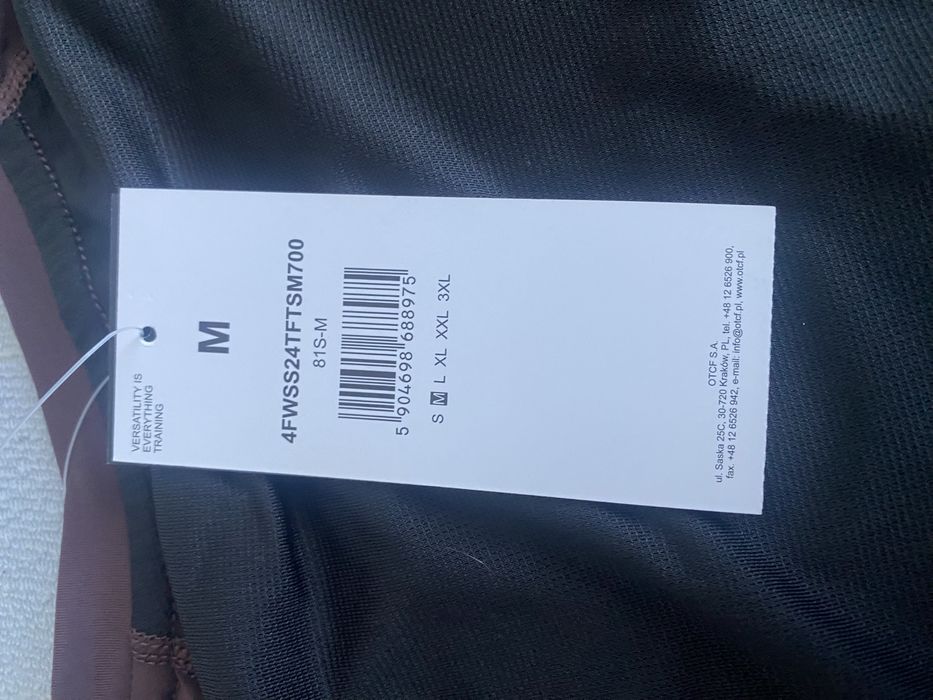 VERSATILITY IS
EVERYTHING
TRAINING
M
4FWSS24TFTSM700
81S-M
5 904698 688975
S M L XL XXL 3XL
OTCF S.A.
ul. Saska 25C, 30-720 Kraków, PL, tel. +48 12 6526 900,
fax. +48 12 6526 942, e-mail: info@otcf.pl, www.otcf.pl